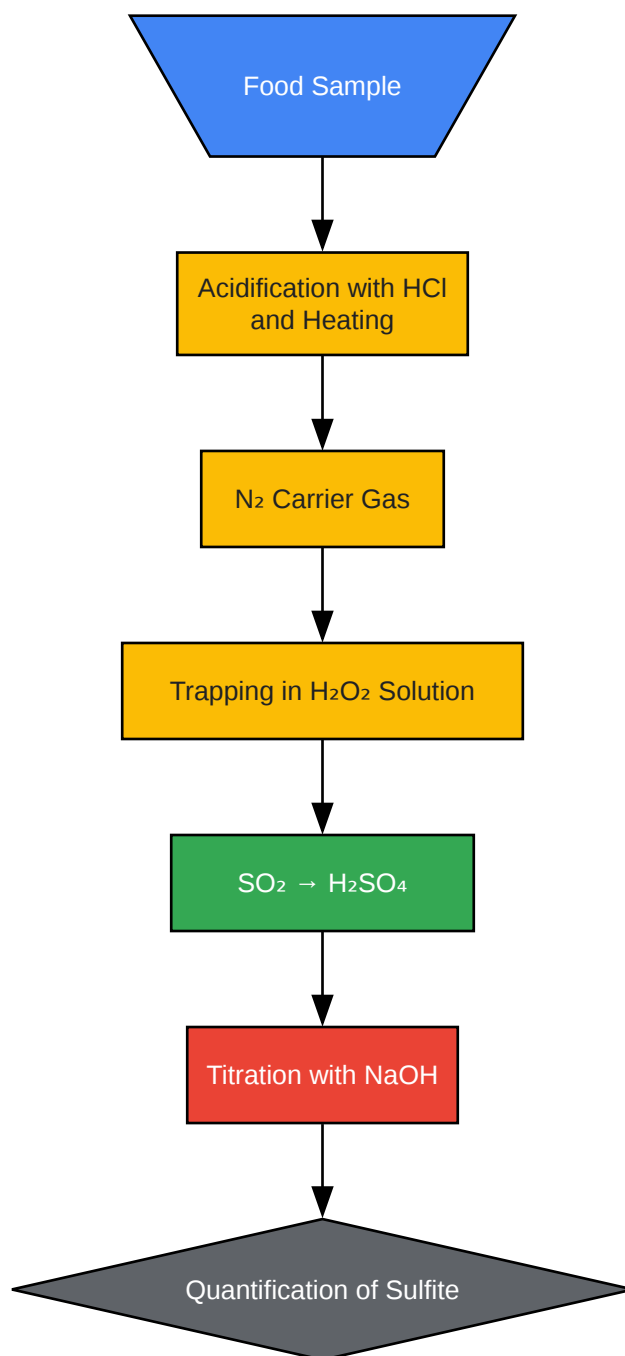 Food Sample
Acidification with HCl
and Heating
N₂ Carrier Gas
Trapping in H₂O₂ Solution
SO₂ → H₂SO₄
Titration with NaOH
Quantification of Sulfite